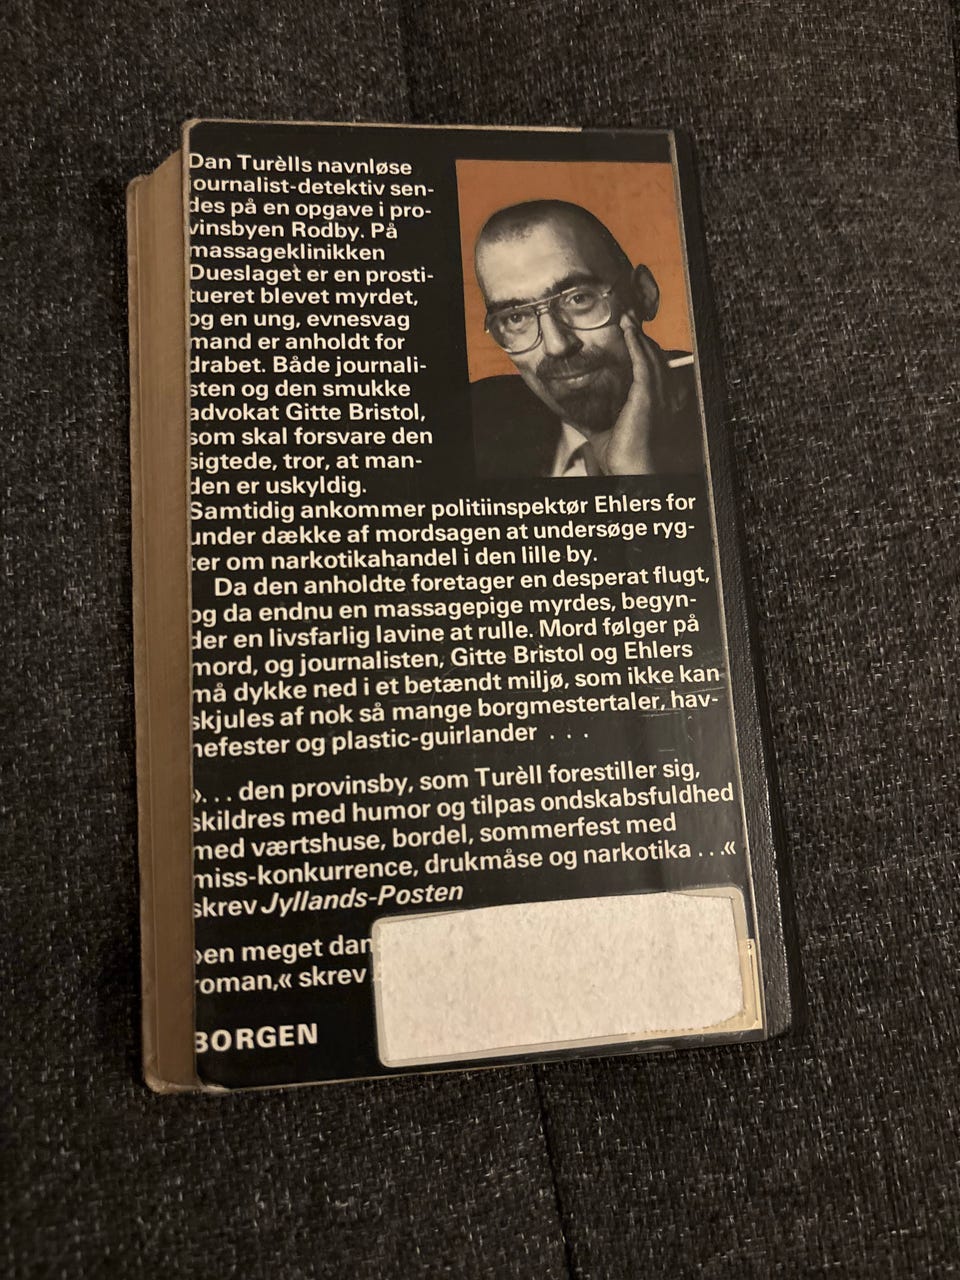 Dan Turèlls navnløse
journalist-detektiv sen-
des på en opgave i pro-
vinsbyen Rodby. På
massageklinikken
Dueslaget er en prosti-
tueret blevet myrdet,
og en ung, evnesvag
mand er anholdt for
drabet. Både journali-
sten og den smukke
advokat Gitte Bristol,
som skal forsvare den
sigtede, tror, at man-
den er uskyldig.
Samtidig ankommer politiinspektør Ehlers for
under dække af mordsagen at undersøge ryg-
ter om narkotikahandel i den lille by.
Da den anholdte foretager en desperat flugt,
og da endnu en massagepige myrdes, begyn-
der en livsfarlig lavine at rulle. Mord følger på
mord, og journalisten, Gitte Bristol og Ehlers
må dykke ned i et betændt miljø, som ikke kan
skjules af nok så mange borgmestertaler, hav-
nefester og plastic-guirlander . . .
». . . den provinsby, som Turèll forestiller sig,
skildres med humor og tilpas ondskabsfuldhed
med værtshuse, bordel, sommerfest med
miss-konkurrence, drukmåse og narkotika . . .«
skrev Jyllands-Posten
»en meget
roman,« skrev
BORGEN